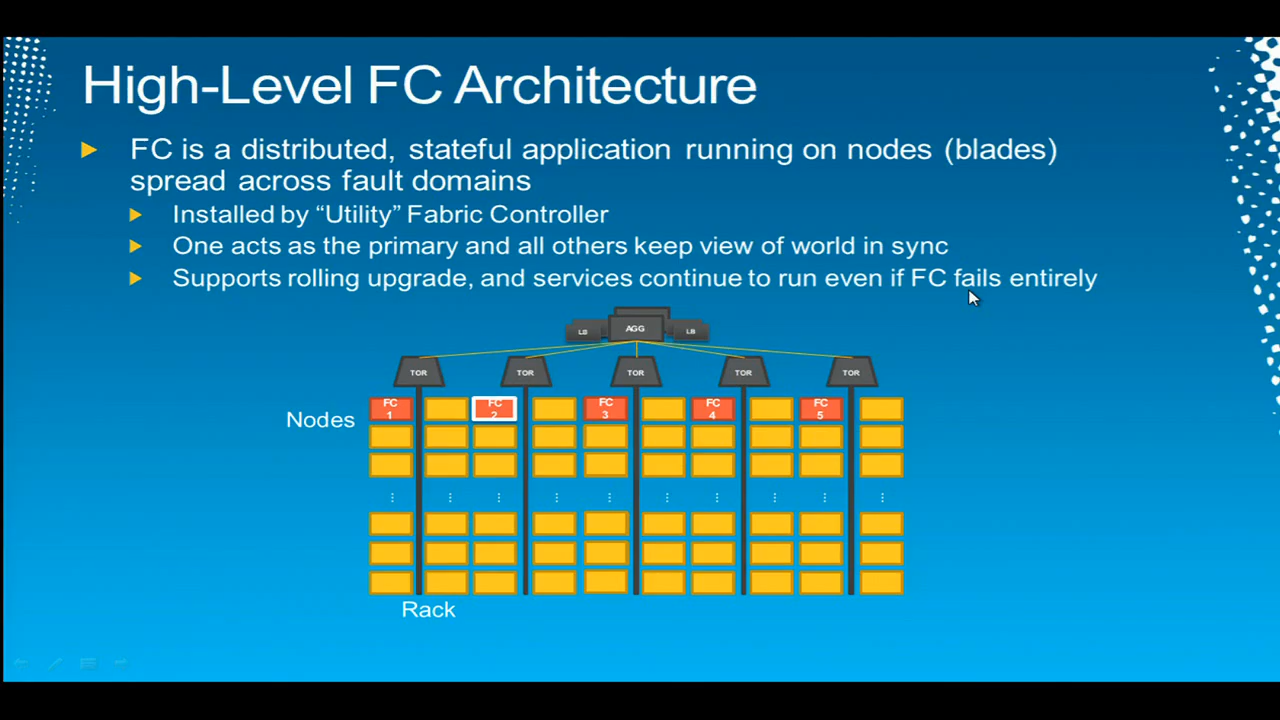 High-Level FC Architecture
FC is a distributed, stateful application running on nodes (blades)
spread across fault domains
Installed by “Utility” Fabric Controller
One acts as the primary and all others keep view of world in sync
Supports rolling upgrade, and services continue to run even if FC fails entirely
LB AGG LB
TOR TOR TOR TOR TOR
FC FC FC FC FC
1 2 3 4 5
Nodes
Rack